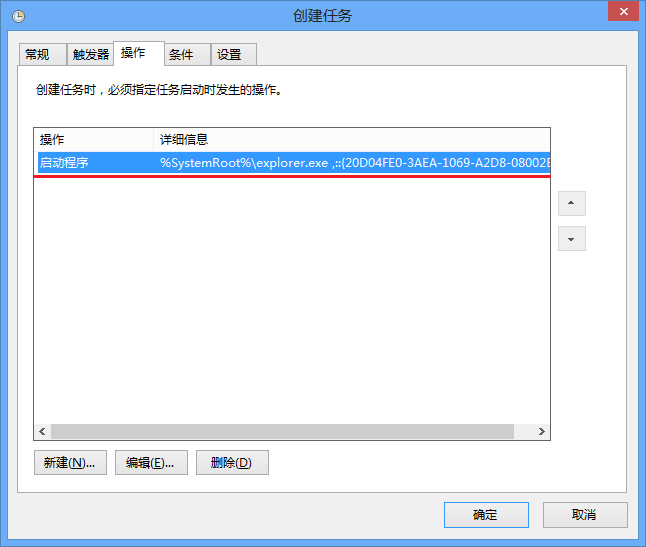 创建任务
常规 触发器 操作 条件 设置
创建任务时，必须指定任务启动时发生的操作。
操作 详细信息
启动程序 %SystemRoot%\explorer.exe ,::{20D04FE0-3AEA-1069-A2D8-08002B
新建(N)... 编辑(E)... 删除(D)
确定 取消